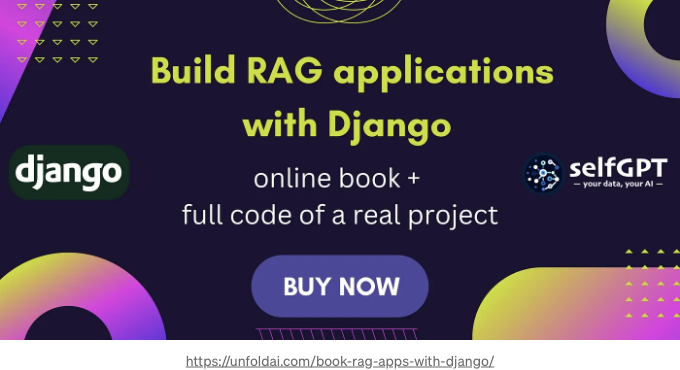 Build RAG applications
with Django
django
online book +
full code of a real project
selfGPT
— your data, your AI —
BUY NOW
https://unfoldai.com/book-rag-apps-with-django/